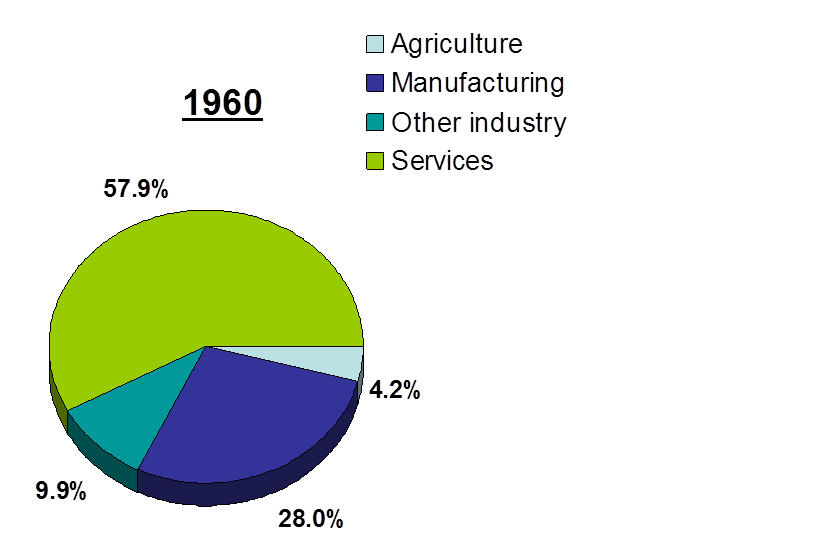 Agriculture
Manufacturing
1960
Other industry
Services
57.9%
4.2%
9.9%
28.0%